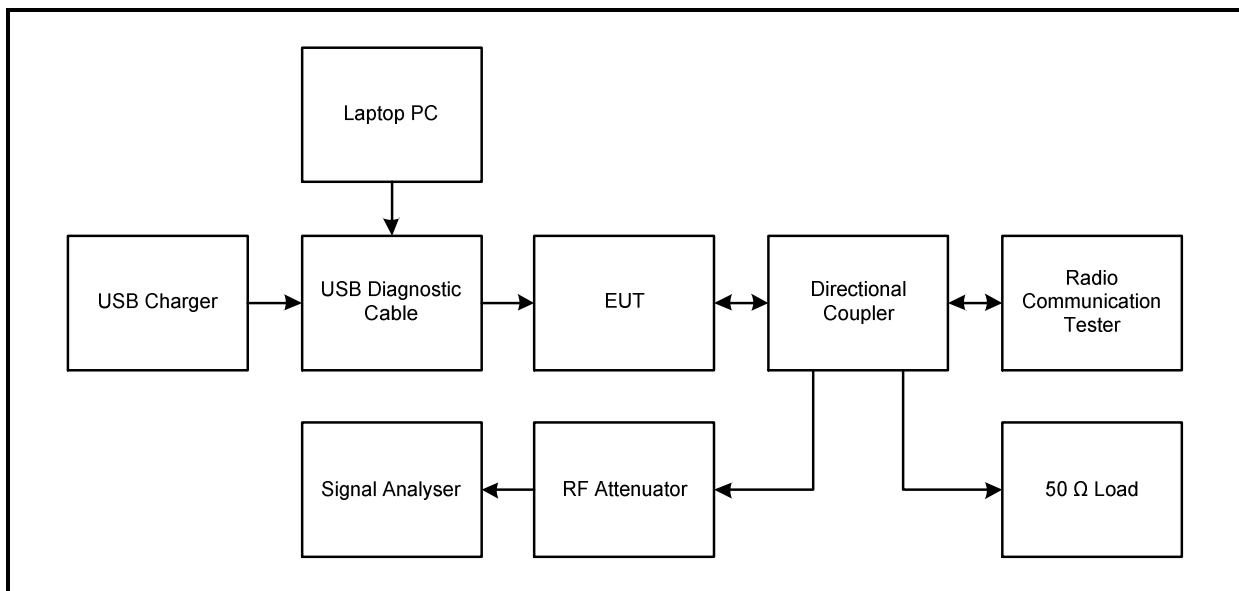 Laptop PC
USB Charger
USB Diagnostic
Cable
EUT
Directional
Coupler
Radio
Communication
Tester
Signal Analyser
RF Attenuator
50 Ω Load